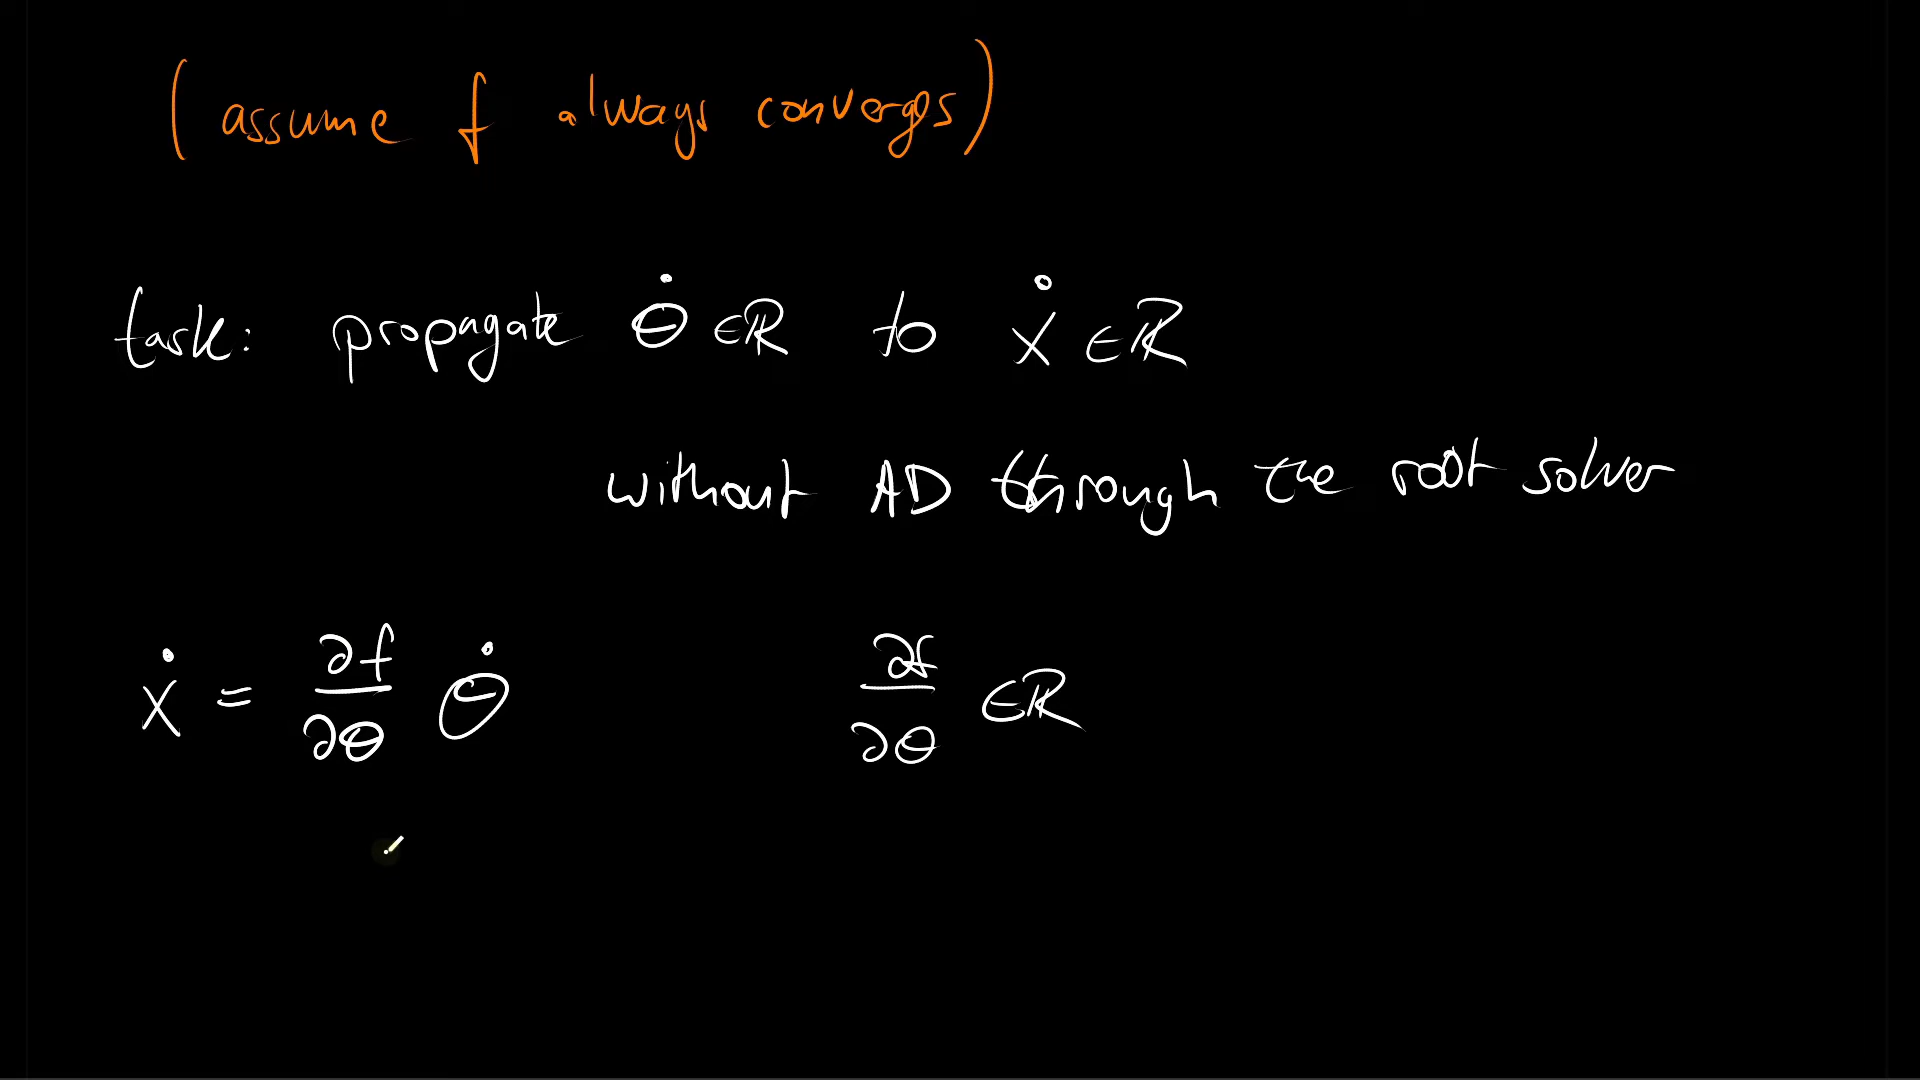 (assume f always converges)
task: propagate θ̇ ∈ ℝ to ẋ ∈ ℝ
without AD through the root solver
ẋ = ∂f/∂θ θ̇   ∂f/∂θ ∈ ℝ